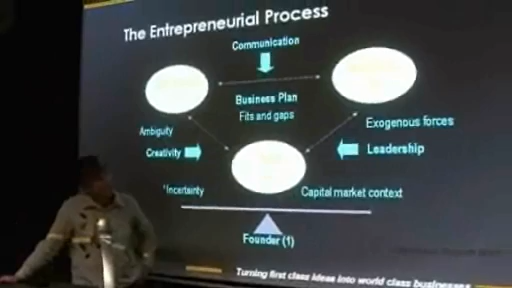 The Entrepreneurial Process
Communication
Business Plan
Fits and gaps
Ambiguity
Exogenous forces
Creativity
Leadership
Uncertainty
Capital market context
Founder (1)
Turning first class ideas into world class businesses